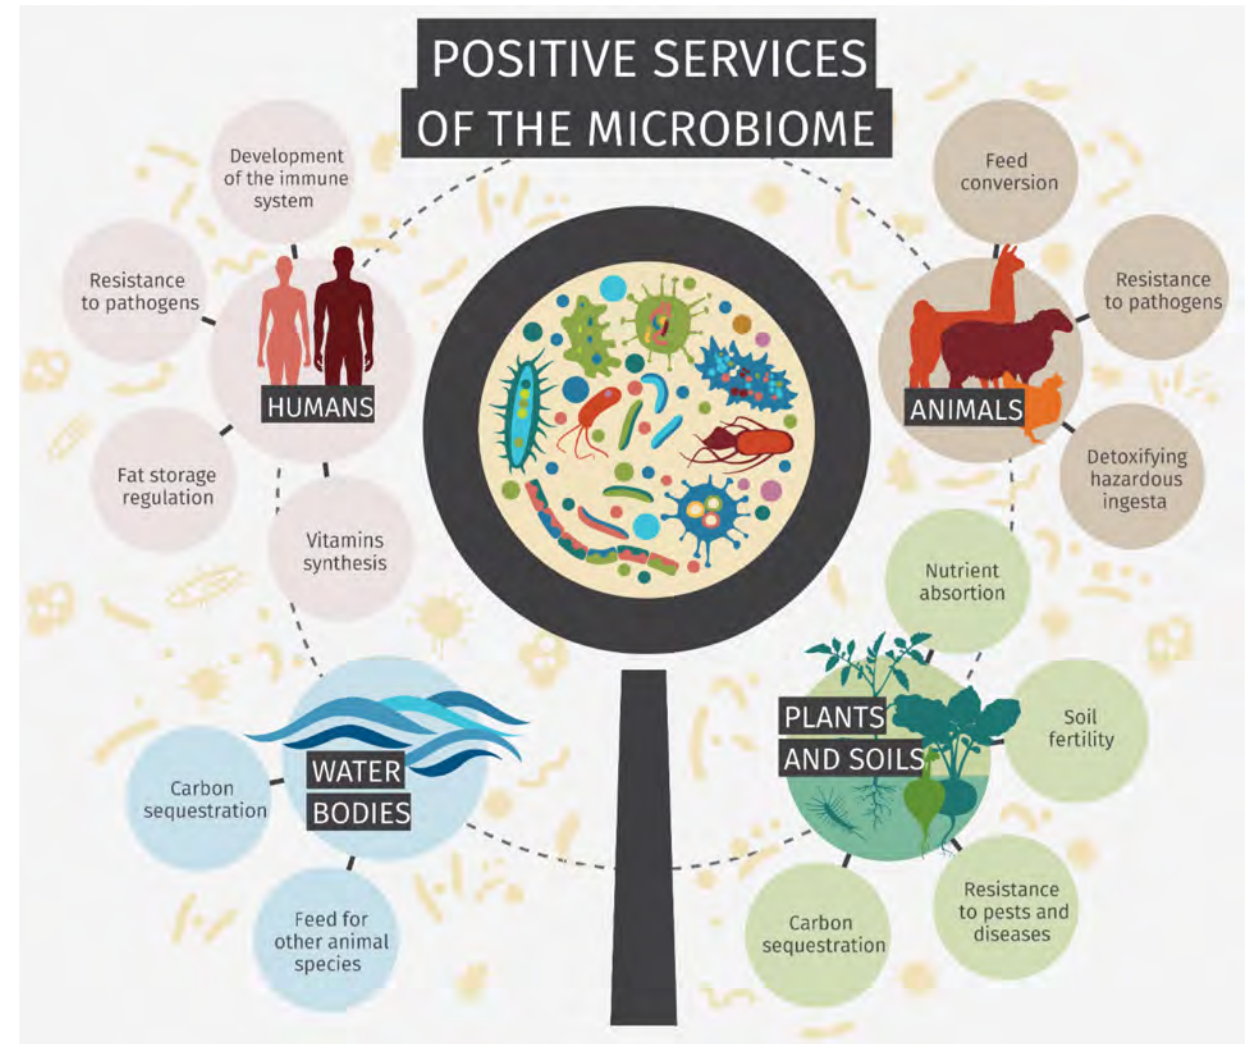 POSITIVE SERVICES
OF THE MICROBIOME
Development
of the immune
system
Resistance
to pathogens
HUMANS
Fat storage
regulation
Vitamins
synthesis
Feed
conversion
Resistance
to pathogens
ANIMALS
Detoxifying
hazardous
ingesta
Nutrient
absortion
PLANTS
AND SOILS
Soil
fertility
Resistance
to pests and
diseases
Carbon
sequestration
WATER
BODIES
Carbon
sequestration
Feed for
other animal
species